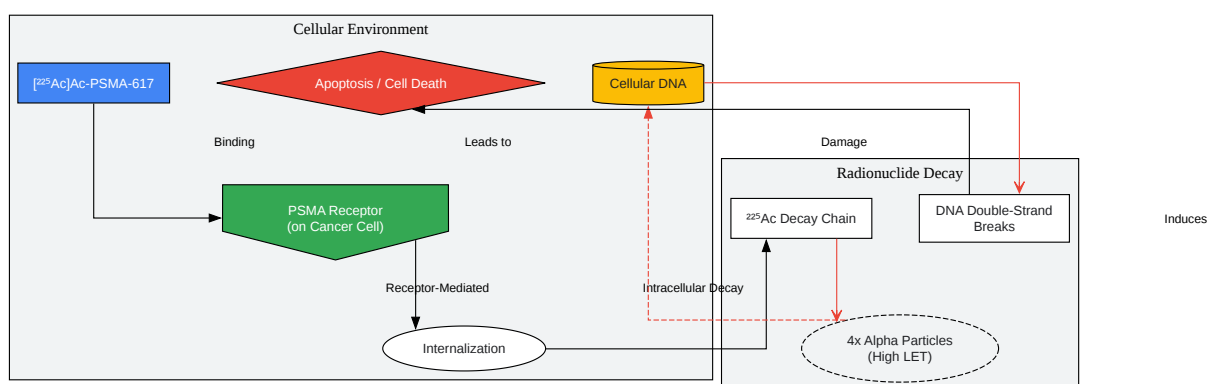 Cellular Environment
[²²⁵Ac]Ac-PSMA-617
Apoptosis / Cell Death
Cellular DNA
Binding
Leads to
Damage
Radionuclide Decay
PSMA Receptor
(on Cancer Cell)
²²⁵Ac Decay Chain
DNA Double-Strand
Breaks
Induces
Receptor-Mediated
Intracellular Decay
Internalization
4x Alpha Particles
(High LET)